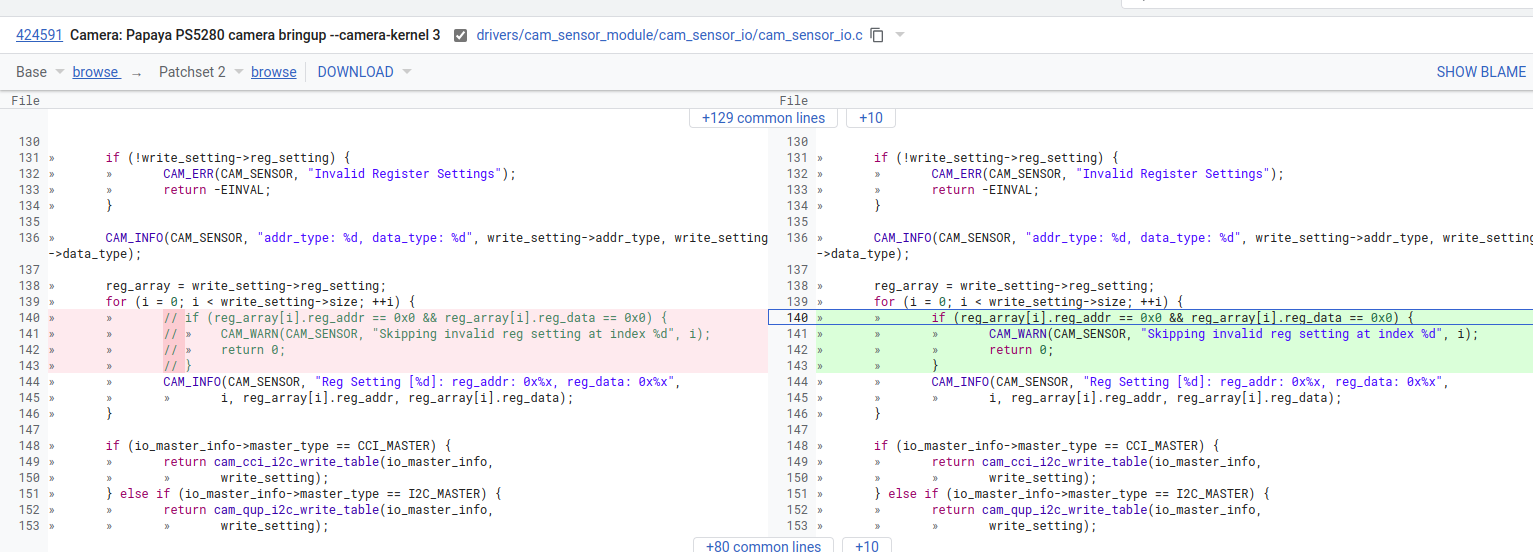 424591 Camera: Papaya PS5280 camera bringup --camera-kernel 3 drivers/cam_sensor_module/cam_sensor_io/cam_sensor_io.c
Base browse → Patchset 2 browse DOWNLOAD SHOW BLAME
File File
+129 common lines +10
130
131 » if (!write_setting->reg_setting) {
132 » » CAM_ERR(CAM_SENSOR, "Invalid Register Settings");
133 » » return -EINVAL;
134 » }
135
136 » CAM_INFO(CAM_SENSOR, "addr_type: %d, data_type: %d", write_setting->addr_type, write_setting
->data_type);
137
138 » reg_array = write_setting->reg_setting;
139 » for (i = 0; i < write_setting->size; ++i) {
140 » » // if (reg_array[i].reg_addr == 0x0 && reg_array[i].reg_data == 0x0) {
141 » » // » CAM_WARN(CAM_SENSOR, "Skipping invalid reg setting at index %d", i);
142 » » // » return 0;
143 » » // }
144 » » CAM_INFO(CAM_SENSOR, "Reg Setting [%d]: reg_addr: 0x%x, reg_data: 0x%x",
145 » » » i, reg_array[i].reg_addr, reg_array[i].reg_data);
146 » }
147
148 » if (io_master_info->master_type == CCI_MASTER) {
149 » » return cam_cci_i2c_write_table(io_master_info,
150 » » » write_setting);
151 » } else if (io_master_info->master_type == I2C_MASTER) {
152 » » return cam_qup_i2c_write_table(io_master_info,
153 » » » write_setting);
130
131 » if (!write_setting->reg_setting) {
132 » » CAM_ERR(CAM_SENSOR, "Invalid Register Settings");
133 » » return -EINVAL;
134 » }
135
136 » CAM_INFO(CAM_SENSOR, "addr_type: %d, data_type: %d", write_setting->addr_type, write_setting
->data_type);
137
138 » reg_array = write_setting->reg_setting;
139 » for (i = 0; i < write_setting->size; ++i) {
140 » » if (reg_array[i].reg_addr == 0x0 && reg_array[i].reg_data == 0x0) {
141 » » » CAM_WARN(CAM_SENSOR, "Skipping invalid reg setting at index %d", i);
142 » » » return 0;
143 » » }
144 » » CAM_INFO(CAM_SENSOR, "Reg Setting [%d]: reg_addr: 0x%x, reg_data: 0x%x",
145 » » » i, reg_array[i].reg_addr, reg_array[i].reg_data);
146 » }
147
148 » if (io_master_info->master_type == CCI_MASTER) {
149 » » return cam_cci_i2c_write_table(io_master_info,
150 » » » write_setting);
151 » } else if (io_master_info->master_type == I2C_MASTER) {
152 » » return cam_qup_i2c_write_table(io_master_info,
153 » » » write_setting);
+80 common lines +10